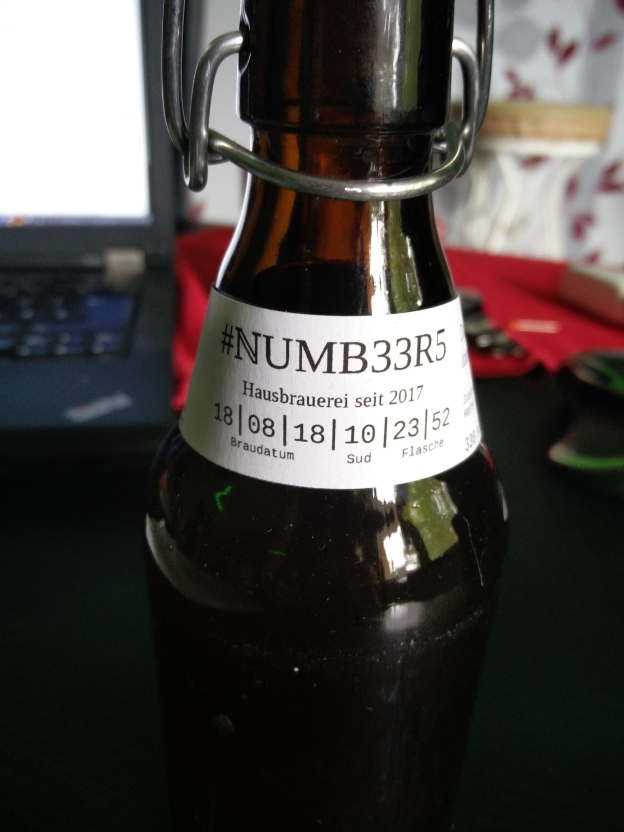 #ℕUMB33R5
Hausbrauerei seit 2017
18|08|18|10|23|52
Braudatum Sud Flasche